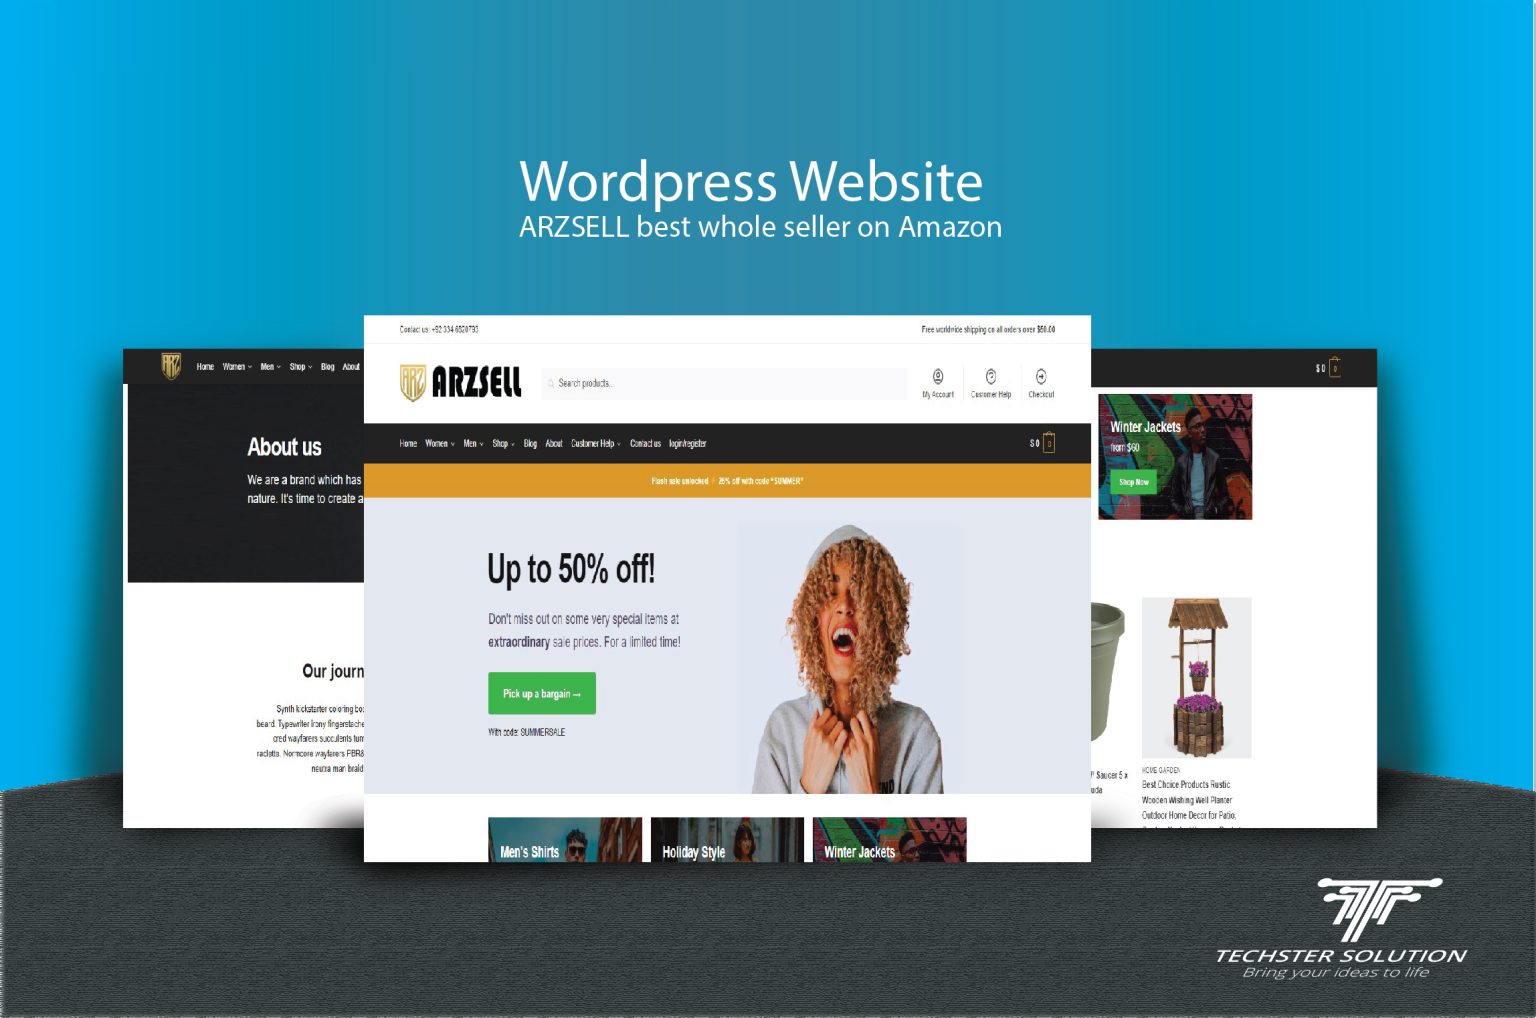 Wordpress Website
ARZSELL best whole seller on Amazon
Contact us: +92 334 6820793
Free worldwide shipping on all orders over $50.00
ARZ
ARZSELL
Search products...
My Account
Customer Help
Checkout
Home Women Men Shop Blog About Customer Help Contact us login/register
$ 0 0
Flash sale unlocked / 25% off with code "SUMMER"
Up to 50% off!
Don't miss out on some very special items at
extraordinary sale prices. For a limited time!
Pick up a bargain →
With code: SUMMERSALE
Men's Shirts
Holiday Style
Winter Jackets
ARZ
Home Women Men Shop Blog About
About us
We are a brand which has
nature. It's time to create a
Our journ
Synth kickstarter coloring bo
beard. Typewriter irony fingerstache
cred wayfarers succulents tum
raclette. Normcore wayfarers PBR&
neutra man braid
$ 0 0
Winter Jackets
from $60
Shop Now
Saucer 5 x
uda
HOME GARDEN
Best Choice Products Rustic
Wooden Wishing Well Planter
Outdoor Home Decor for Patio,
TECHSTER SOLUTION
Bring your ideas to life